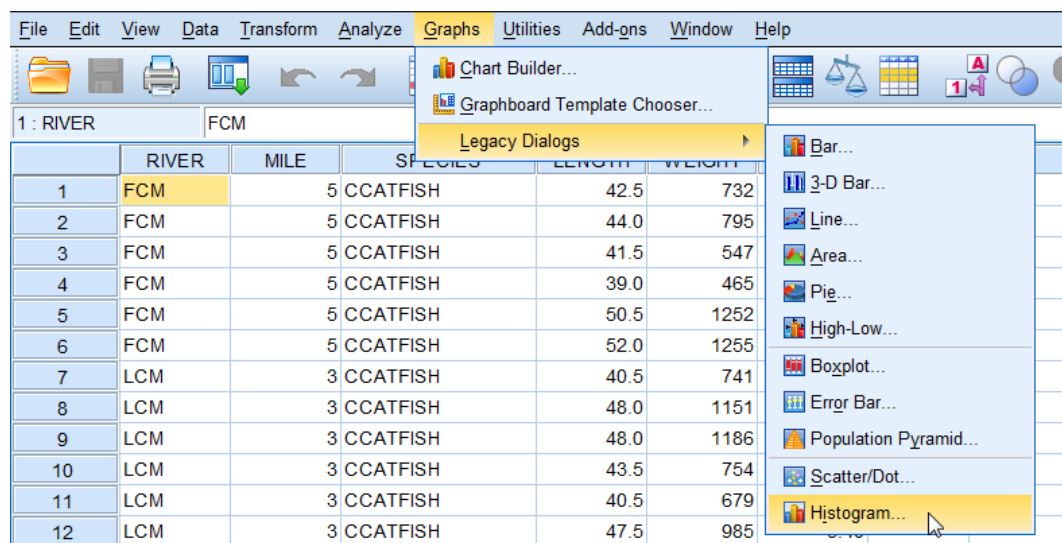 File Edit View Data Transform Analyze Graphs Utilities Add-ons Window Help
Chart Builder...
Graphboard Template Chooser...
Legacy Dialogs
Bar...
3-D Bar...
Line...
Area...
Pie...
High-Low...
Boxplot...
Error Bar...
Population Pyramid...
Scatter/Dot...
Histogram...
A
1
1 : RIVER FCM
RIVER MILE SPECIES LENGTH WEIGHT
1 FCM 5 CCATFISH 42.5 732
2 FCM 5 CCATFISH 44.0 795
3 FCM 5 CCATFISH 41.5 547
4 FCM 5 CCATFISH 39.0 465
5 FCM 5 CCATFISH 50.5 1252
6 FCM 5 CCATFISH 52.0 1255
7 LCM 3 CCATFISH 40.5 741
8 LCM 3 CCATFISH 48.0 1151
9 LCM 3 CCATFISH 48.0 1186
10 LCM 3 CCATFISH 43.5 754
11 LCM 3 CCATFISH 40.5 679
12 LCM 3 CCATFISH 47.5 985